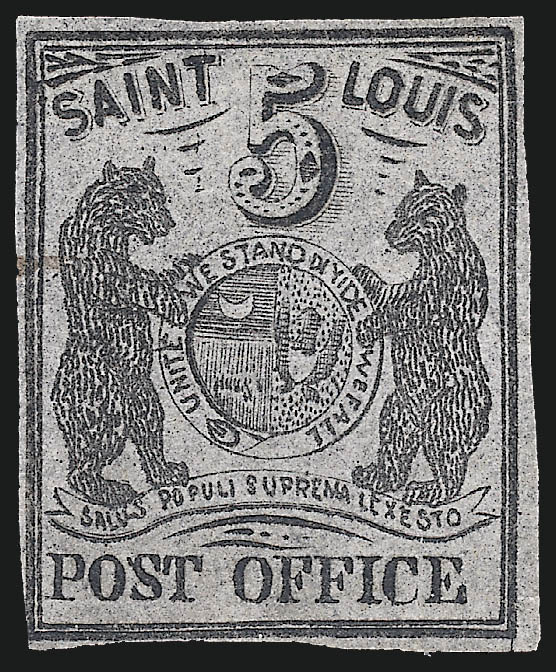 SAINT 5 LOUIS
UNITED WE STAND DIVIDED WE FALL
SALUS POPULI SUPREMA LEX ESTO
POST OFFICE